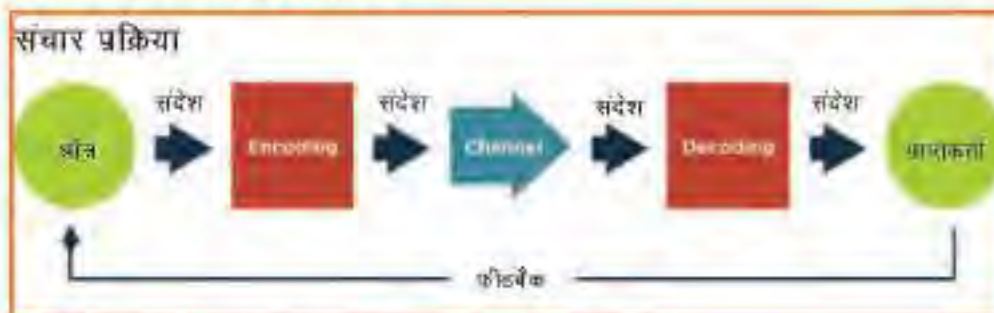 संचार प्रक्रिया
संदेश
संदेश
संदेश
संदेश
स्रोत
Encoding
Channel
Decoding
प्राप्तकर्ता
फीडबैक